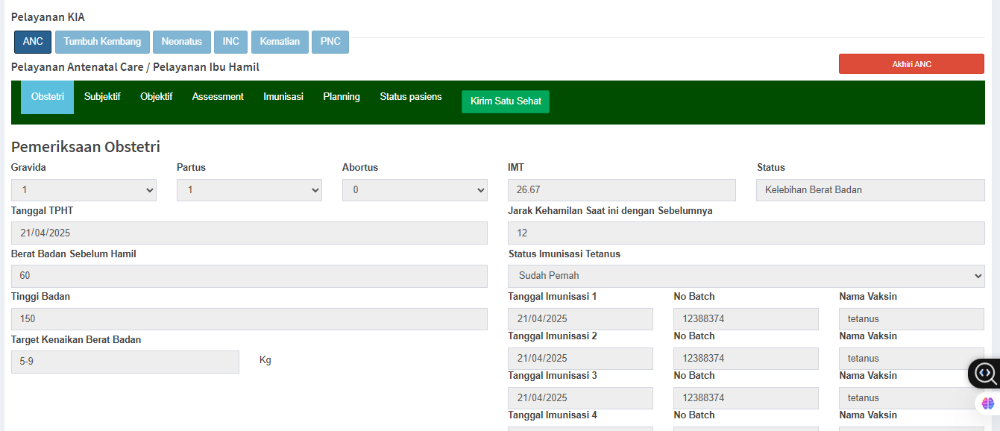 Pelayanan KIA
ANC Tumbuh Kembang Neonatus INC Kematian PNC
Pelayanan Antenatal Care / Pelayanan Ibu Hamil
Akhiri ANC
Obstetri Subjektif Objektif Assessment Imunisasi Planning Status pasiens Kirim Satu Sehat
Pemeriksaan Obstetri
Gravida Partus Abortus IMT Status
1 1 0 26.67 Kelebihan Berat Badan
Tanggal TPHT Jarak Kehamilan Saat ini dengan Sebelumnya
21/04/2025 12
Berat Badan Sebelum Hamil Status Imunisasi Tetanus
60 Sudah Pernah
Tinggi Badan Tanggal Imunisasi 1 No Batch Nama Vaksin
150 21/04/2025 12388374 tetanus
Target Kenaikan Berat Badan Tanggal Imunisasi 2 No Batch Nama Vaksin
5-9 Kg 21/04/2025 12388374 tetanus
Tanggal Imunisasi 3 No Batch Nama Vaksin
21/04/2025 12388374 tetanus
Tanggal Imunisasi 4 No Batch Nama Vaksin